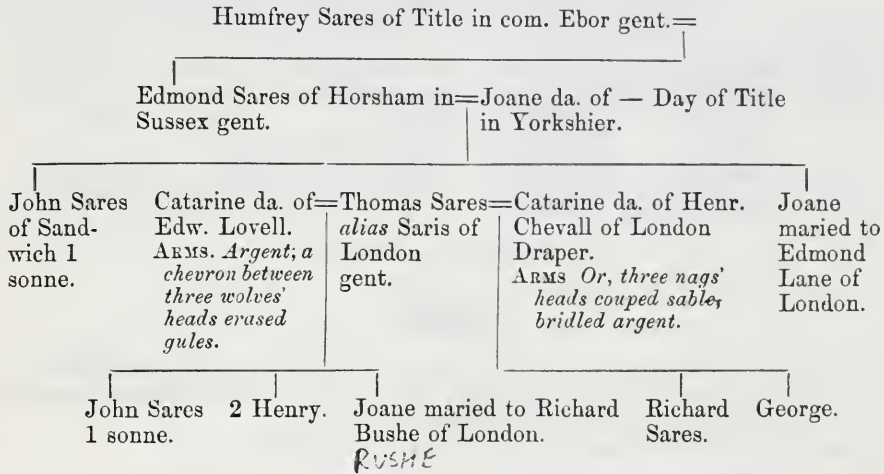 Humfrey Sares of Title in com. Ebor gent.=
Edmond Sares of Horsham in=Joane da. of — Day of Title
Sussex gent.
in Yorkshier.
John Sares
of Sand-
wich 1
sonne.
Catarine da. of=Thomas Sares=Catarine da. of Henr.
Edw. Lovell.
ARMS. Argent; a
chevron between
three wolves'
heads erased
gules.
alias Saris of
London
gent.
Chevall of London
Draper.
ARMS Or, three nags'
heads couped sable,
bridled argent.
Joane
maried to
Edmond
Lane of
London.
John Sares
1 sonne.
2 Henry.
Joane maried to Richard
Bushe of London.
RUSHE
Richard
Sares.
George.